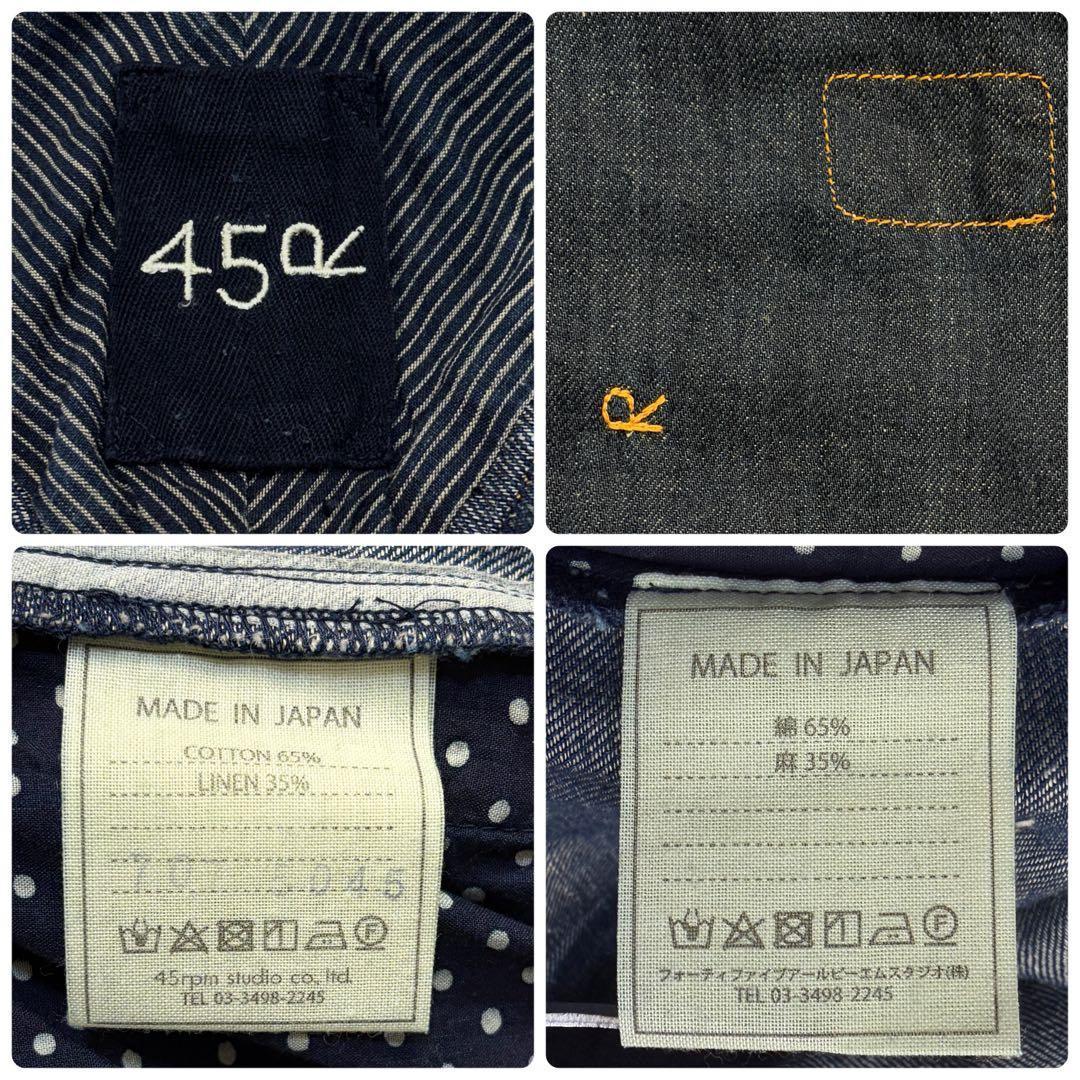 45R
R
MADE IN JAPAN
COTTON 65%
LINEN 35%
45rpm studio co., ltd.
TEL 03-3498-2245
MADE IN JAPAN
綿 65%
麻 35%
フォーティファイブアールピーエムスタジオ(株)
TEL 03-3498-2245